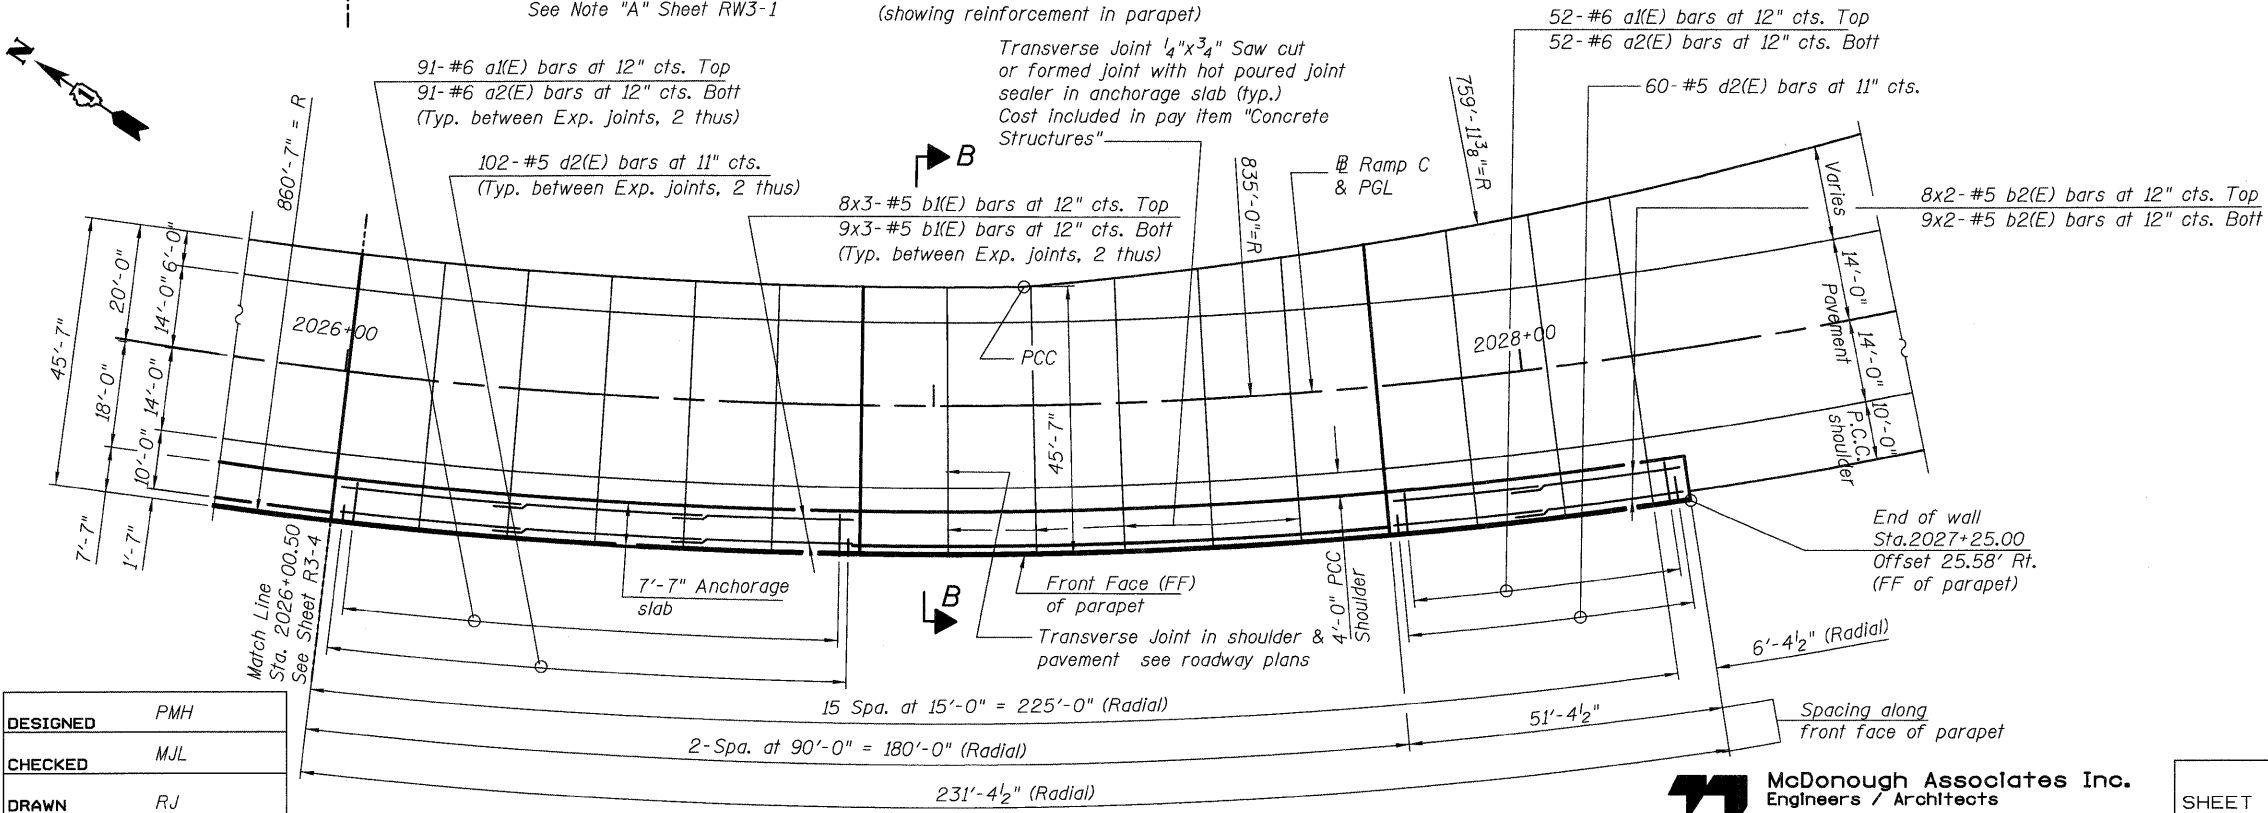 See Note "A" Sheet RW3-1
(showing reinforcement in parapet)
N
1
91-#6 a1(E) bars at 12" cts. Top
91-#6 a2(E) bars at 12" cts. Bott
(Typ. between Exp. joints, 2 thus)
102-#5 d2(E) bars at 11" cts.
(Typ. between Exp. joints, 2 thus)
8x3-#5 b1(E) bars at 12" cts. Top
9x3-#5 b1(E) bars at 12" cts. Bott
(Typ. between Exp. joints, 2 thus)
Transverse Joint 1/4"x3/4" Saw cut
or formed joint with hot poured joint
sealer in anchorage slab (typ.)
Cost included in pay item "Concrete
Structures"
52-#6 a1(E) bars at 12" cts. Top
52-#6 a2(E) bars at 12" cts. Bott
60-#5 d2(E) bars at 11" cts.
8x2-#5 b2(E) bars at 12" cts. Top
9x2-#5 b2(E) bars at 12" cts. Bott
860'-7" = R
835'-0"=R
759'-11 3/8"=R
℄ Ramp C
& PGL
B
PCC
2026+00
2028+00
45'-7"
20'-0"
18'-0"
7'-7"
6'-0"
14'-0"
14'-0"
10'-0"
1'-7"
45'-7"
Varies
14'-0"
14'-0"
Pavement
10'-0"
P.C.C.
shoulder
Match Line
Sta. 2026+00.50
See Sheet R3-4
7'-7" Anchorage
slab
B
Front Face (FF)
of parapet
Transverse Joint in shoulder &
pavement see roadway plans
4'-0" PCC
Shoulder
End of wall
Sta.2027+25.00
Offset 25.58' Rt.
(FF of parapet)
6'-4 1/2" (Radial)
15 Spa. at 15'-0" = 225'-0" (Radial)
2-Spa. at 90'-0" = 180'-0" (Radial)
51'-4 1/2"
231'-4 1/2" (Radial)
Spacing along
front face of parapet
DESIGNED PMH
CHECKED MJL
DRAWN RJ
McDonough Associates Inc.
Engineers / Architects
SHEET